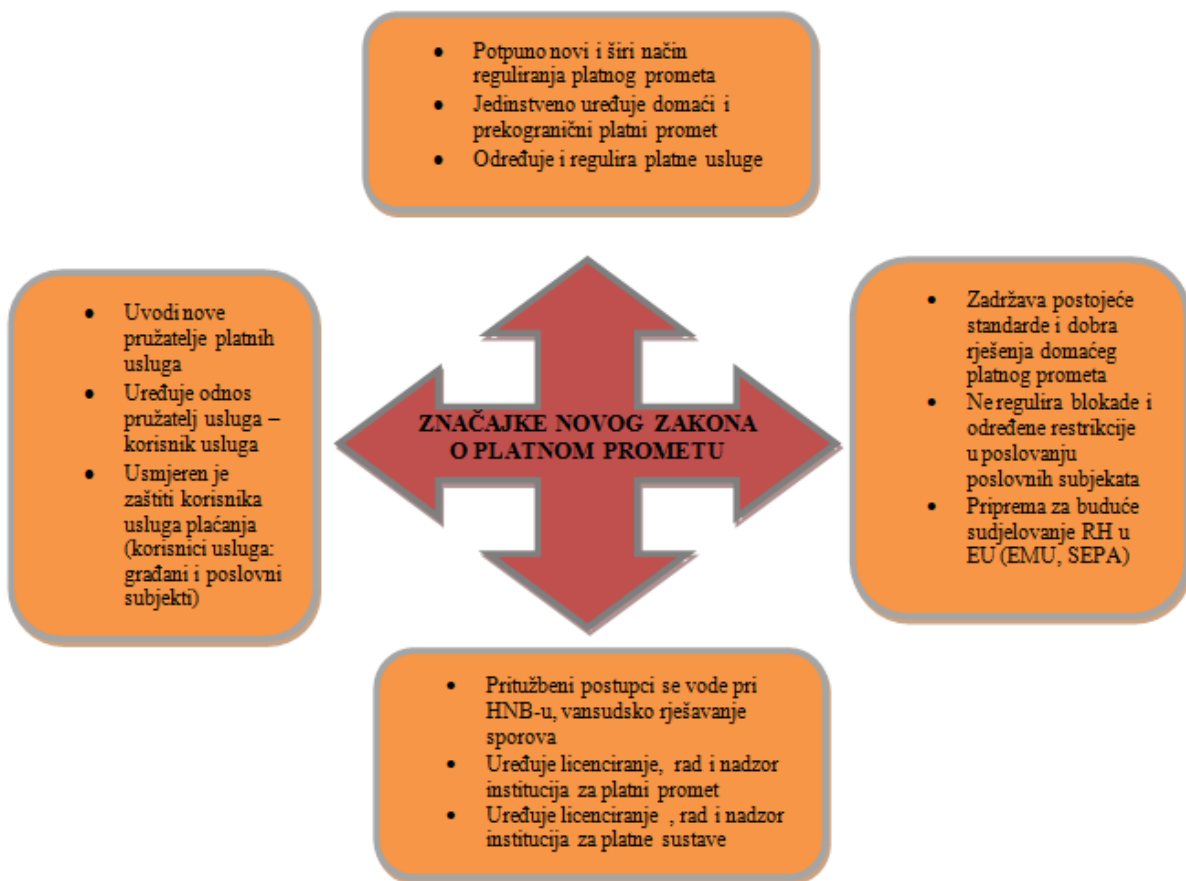 • Potpuno novi i širi način
reguliranja platnog prometa
• Jedinstveno uređuje domaći i
prekogranični platni promet
• Određuje i regulira platne usluge
• Uvodi nove
pružatelje platnih
usluga
• Uređuje odnos
pružatelj usluga –
korisnik usluga
• Usmjeren je
zaštiti korisnika
usluga plaćanja
(korisnici usluga:
građani i poslovni
subjekti)
ZNAČAJKE NOVOG ZAKONA
O PLATNOM PROMETU
• Zadržava postojeće
standarde i dobra
rješenja domaćeg
platnog prometa
• Ne regulira blokade i
određene restrikcije
u poslovanju
poslovnih subjekata
• Priprema za buduće
sudjelovanje RH u
EU (EMU, SEPA)
• Pritužbeni postupci se vode pri
HNB-u, vansudsko rješavanje
sporova
• Uređuje licenciranje, rad i nadzor
institucija za platni promet
• Uređuje licenciranje , rad i nadzor
institucija za platne sustave